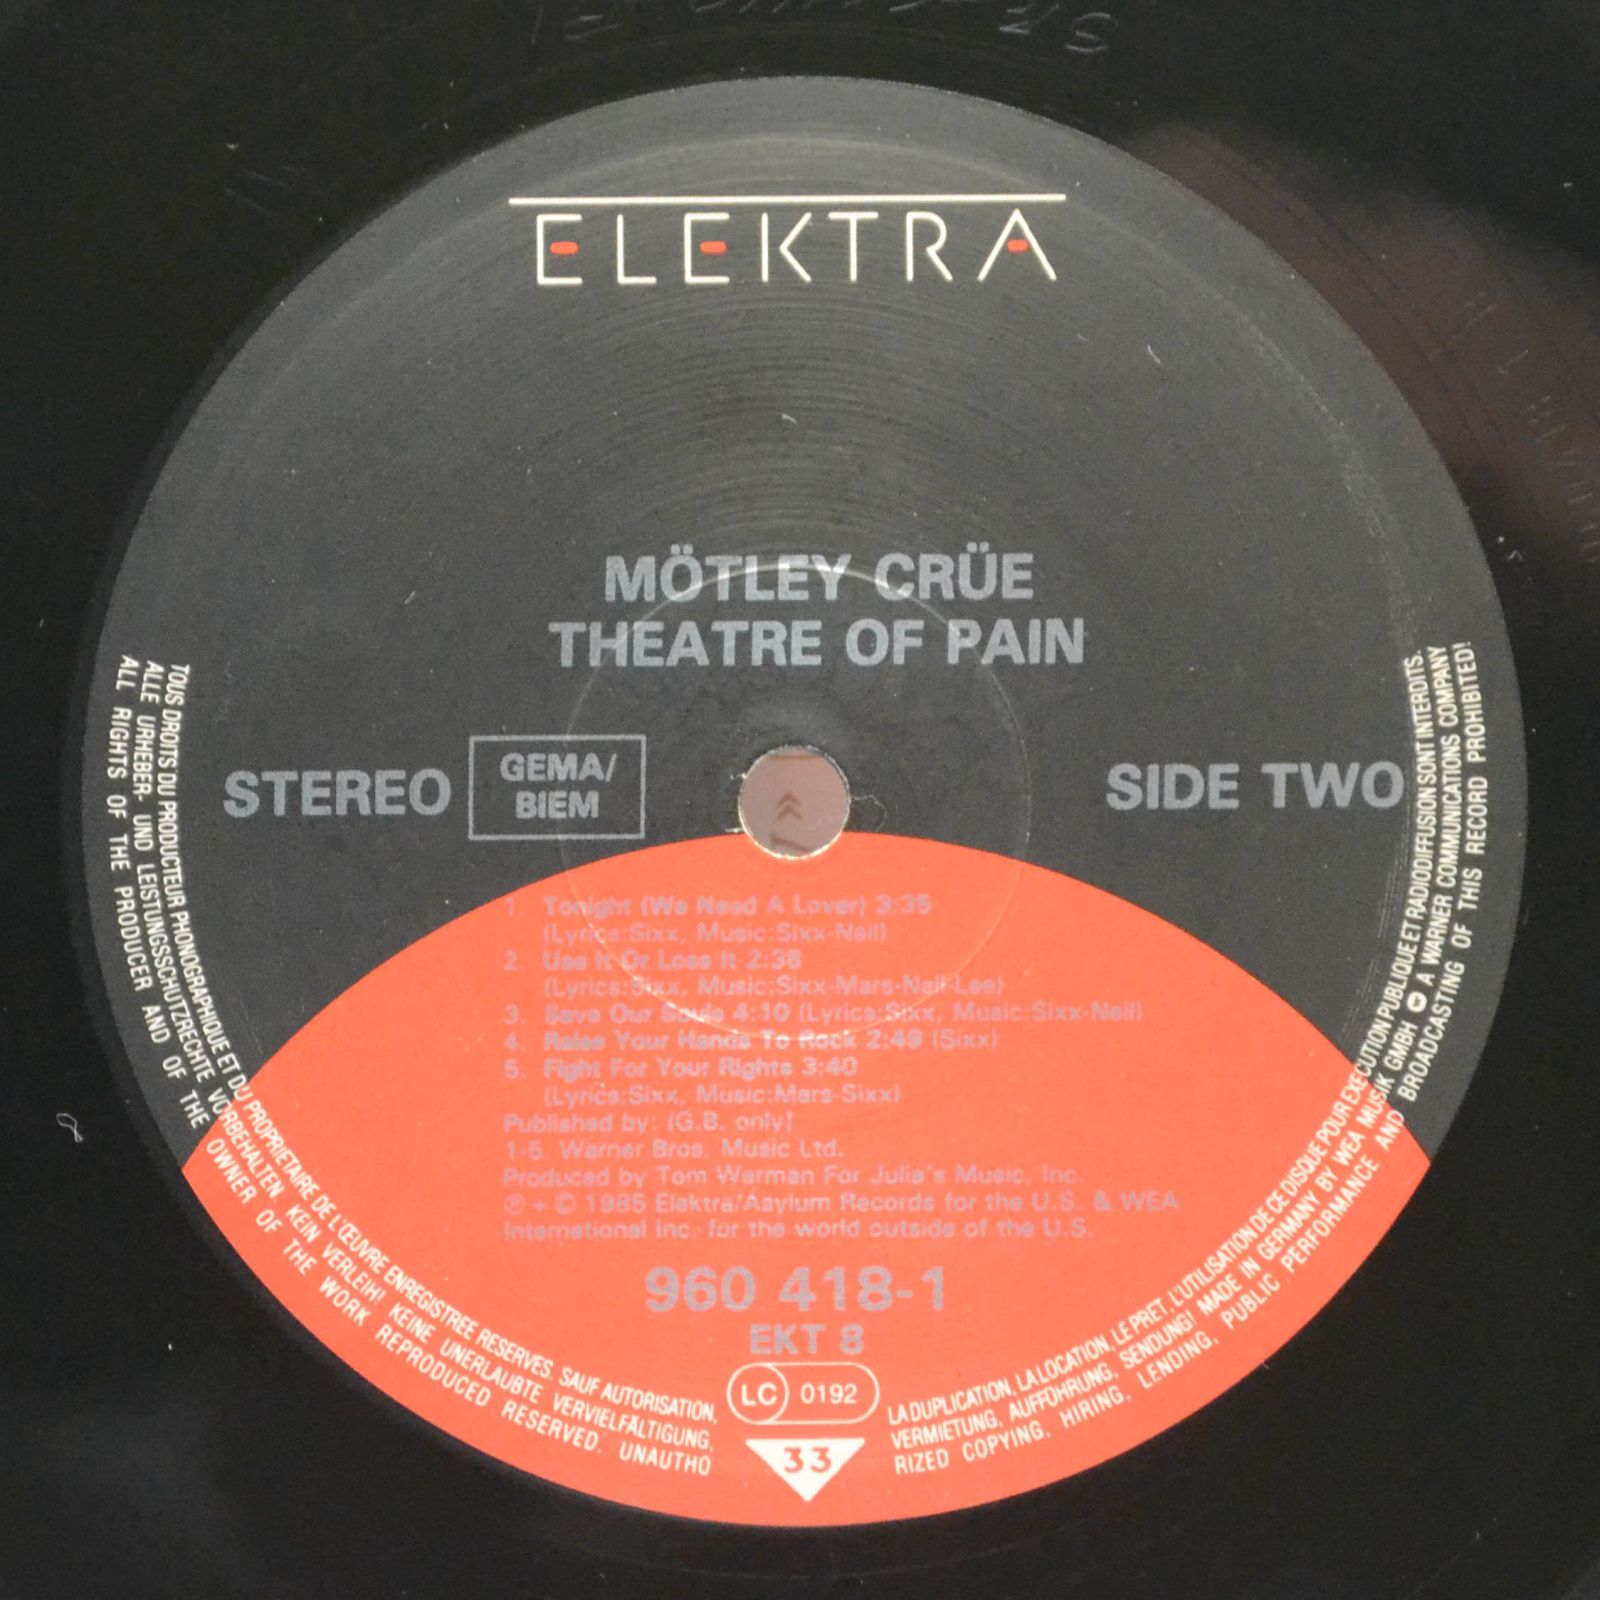 ELEKTRA
MÖTLEY CRÜE
THEATRE OF PAIN
STEREO
GEMA/
BIEM
SIDE TWO
1. Tonight (We Need A Lover) 3:35
(Lyrics:Sixx, Music:Sixx-Neil)
2. Use It Or Lose It 2:38
(Lyrics:Sixx, Music:Sixx-Mars-Neil-Lee)
3. Save Our Souls 4:10 (Lyrics:Sixx, Music:Sixx-Neil)
4. Raise Your Hands To Rock 2:49 (Sixx)
5. Fight For Your Rights 3:40
(Lyrics:Sixx, Music:Mars-Sixx)
Published by: (G.B. only)
1-5. Warner Bros. Music Ltd.
Produced by Tom Werman For Julia's Music, Inc.
℗ + © 1985 Elektra/Asylum Records for the U.S. & WEA
International Inc. for the world outside of the U.S.
960 418-1
EKT 8
LC 0192
33
TOUS DROITS DU PRODUCTEUR PHONOGRAPHIQUE ET DU PROPRIETAIRE DE L'ŒUVRE ENREGISTREE RESERVES. SAUF AUTORISATION, LA DUPLICATION, LA LOCATION, LE PRET, L'UTILISATION DE CE DISQUE POUR EXECUTION PUBLIQUE ET RADIODIFFUSION SONT INTERDITS.
ALLE URHEBER- UND LEISTUNGSSCHUTZRECHTE VORBEHALTEN. KEIN VERLEIH! KEINE UNERLAUBTE VERVIELFÄLTIGUNG, VERMIETUNG, AUFFÜHRUNG, SENDUNG! MADE IN GERMANY BY WEA MUSIK GMBH A WARNER COMMUNICATIONS COMPANY
ALL RIGHTS OF THE PRODUCER AND OF THE OWNER OF THE WORK REPRODUCED RESERVED. UNAUTHO RIZED COPYING, HIRING, LENDING, PUBLIC PERFORMANCE AND BROADCASTING OF THIS RECORD PROHIBITED!